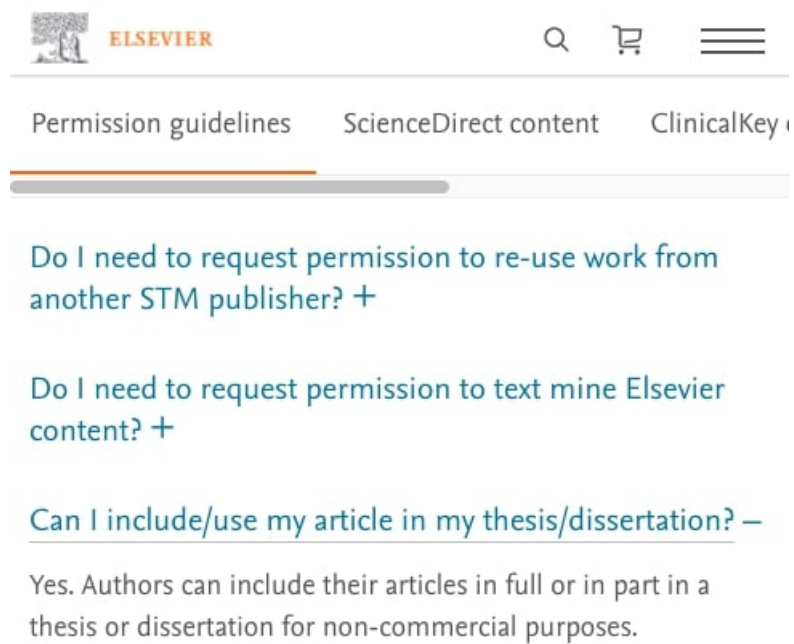 ELSEVIER
Permission guidelines ScienceDirect content ClinicalKey
Do I need to request permission to re-use work from
another STM publisher? +
Do I need to request permission to text mine Elsevier
content? +
Can I include/use my article in my thesis/dissertation? –
Yes. Authors can include their articles in full or in part in a
thesis or dissertation for non-commercial purposes.